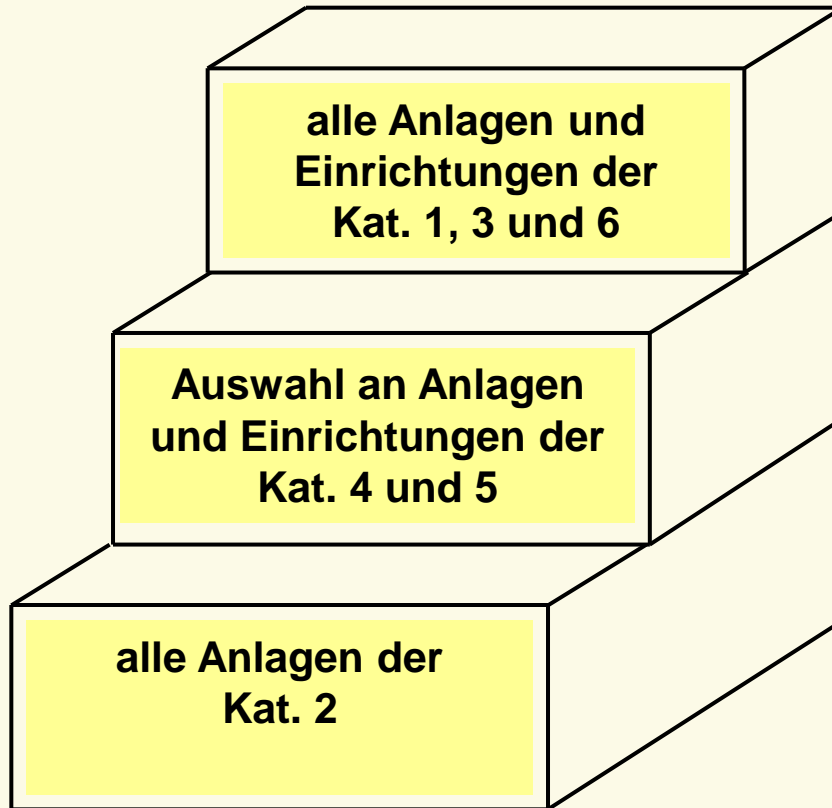 alle Anlagen und
Einrichtungen der
Kat. 1, 3 und 6
Auswahl an Anlagen
und Einrichtungen der
Kat. 4 und 5
alle Anlagen der
Kat. 2